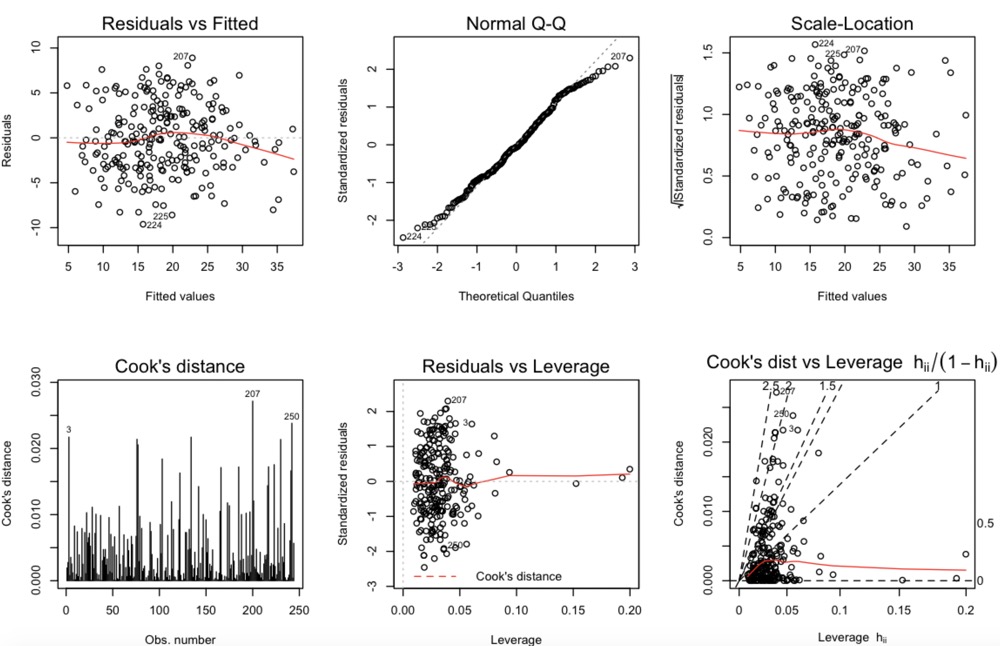 Residuals vs Fitted
Residuals
10
5
0
-5
-10
207
225
224
5 10 15 20 25 30 35
Fitted values
Normal Q-Q
Standardized residuals
2
1
0
-1
-2
207
224
-3 -2 -1 0 1 2 3
Theoretical Quantiles
Scale-Location
√|Standardized residuals|
1.5
1.0
0.5
0.0
224
225 207
5 10 15 20 25 30 35
Fitted values
Cook's distance
Cook's distance
0.030
0.020
0.010
0.000
3
207
250
0 50 100 150 200 250
Obs. number
Residuals vs Leverage
Standardized residuals
2
1
0
-1
-2
-3
207
3
250
Cook's distance
0.00 0.05 0.10 0.15 0.20
Leverage
Cook's dist vs Leverage hii/(1 − hii)
Cook's distance
0.020
0.010
0.000
2.5 2 1.5 1
207
250
3
0.5
0
0 0.05 0.1 0.15 0.2
Leverage hii